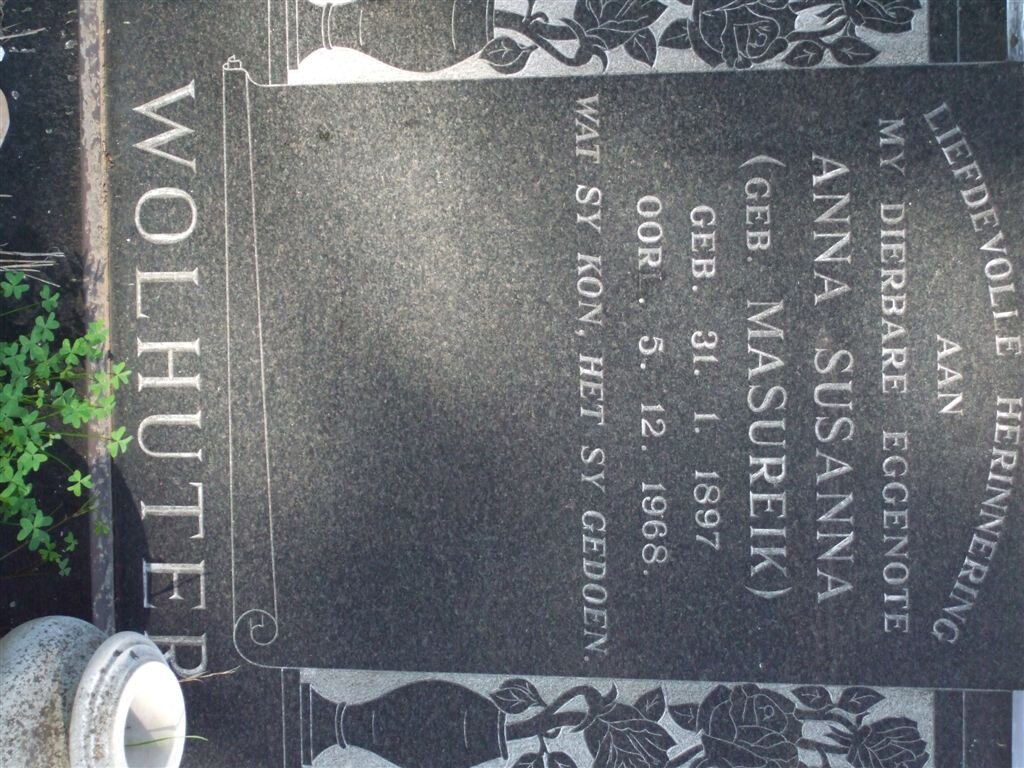 LIEFDEVOLLE HERINNERING
AAN
MY DIERBARE EGGENOTE
ANNA SUSANNA
(GEB. MASUREIK)
GEB. 31. 1. 1897
OOR. 5. 12. 1968.
WAT SY KON, HET SY GEDOEN.
WOLHUTER